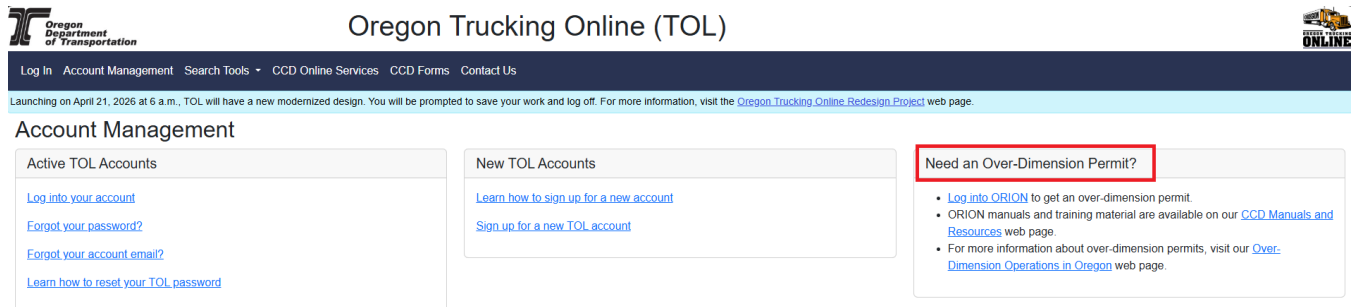 Oregon
Department
of Transportation
Oregon Trucking Online (TOL)
OREGON TRUCKING
ONLINE
Log In Account Management Search Tools CCD Online Services CCD Forms Contact Us
Launching on April 21, 2026 at 6 a.m., TOL will have a new modernized design. You will be prompted to save your work and log off. For more information, visit the Oregon Trucking Online Redesign Project web page.
Account Management
Active TOL Accounts
Log into your account
Forgot your password?
Forgot your account email?
Learn how to reset your TOL password
New TOL Accounts
Learn how to sign up for a new account
Sign up for a new TOL account
Need an Over-Dimension Permit?
• Log into ORION to get an over-dimension permit.
• ORION manuals and training material are available on our CCD Manuals and
Resources web page.
• For more information about over-dimension permits, visit our Over-
Dimension Operations in Oregon web page.